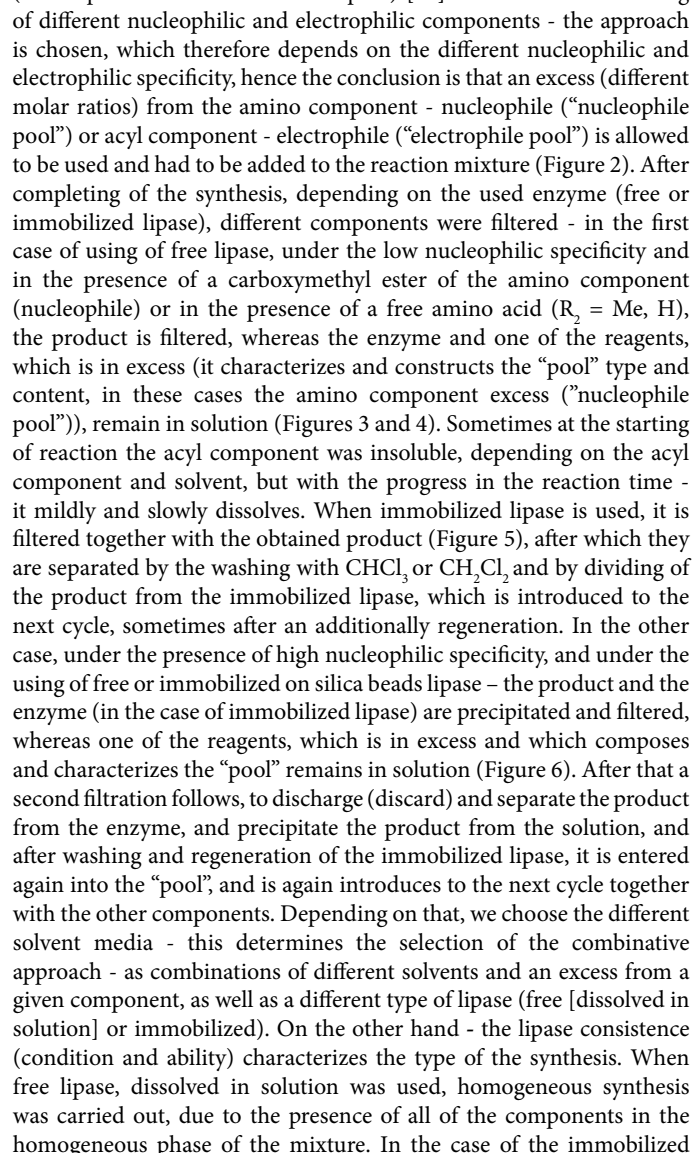 of different nucleophilic and electrophilic components - the approach
is chosen, which therefore depends on the different nucleophilic and
electrophilic specificity, hence the conclusion is that an excess (different
molar ratios) from the amino component - nucleophile (“nucleophile
pool”) or acyl component - electrophile (“electrophile pool”) is allowed
to be used and had to be added to the reaction mixture (Figure 2). After
completing of the synthesis, depending on the used enzyme (free or
immobilized lipase), different components were filtered - in the first
case of using of free lipase, under the low nucleophilic specificity and
in the presence of a carboxymethyl ester of the amino component
(nucleophile) or in the presence of a free amino acid (R₂ = Me, H),
the product is filtered, whereas the enzyme and one of the reagents,
which is in excess (it characterizes and constructs the “pool” type and
content, in these cases the amino component excess (”nucleophile
pool”)), remain in solution (Figures 3 and 4). Sometimes at the starting
of reaction the acyl component was insoluble, depending on the acyl
component and solvent, but with the progress in the reaction time -
it mildly and slowly dissolves. When immobilized lipase is used, it is
filtered together with the obtained product (Figure 5), after which they
are separated by the washing with CHCl₃ or CH₂Cl₂ and by dividing of
the product from the immobilized lipase, which is introduced to the
next cycle, sometimes after an additionally regeneration. In the other
case, under the presence of high nucleophilic specificity, and under the
using of free or immobilized on silica beads lipase – the product and the
enzyme (in the case of immobilized lipase) are precipitated and filtered,
whereas one of the reagents, which is in excess and which composes
and characterizes the “pool” remains in solution (Figure 6). After that a
second filtration follows, to discharge (discard) and separate the product
from the enzyme, and precipitate the product from the solution, and
after washing and regeneration of the immobilized lipase, it is entered
again into the “pool”, and is again introduces to the next cycle together
with the other components. Depending on that, we choose the different
solvent media - this determines the selection of the combinative
approach - as combinations of different solvents and an excess from a
given component, as well as a different type of lipase (free [dissolved in
solution] or immobilized). On the other hand - the lipase consistence
(condition and ability) characterizes the type of the synthesis. When
free lipase, dissolved in solution was used, homogeneous synthesis
was carried out, due to the presence of all of the components in the
homogeneous phase of the mixture. In the case of the immobilized